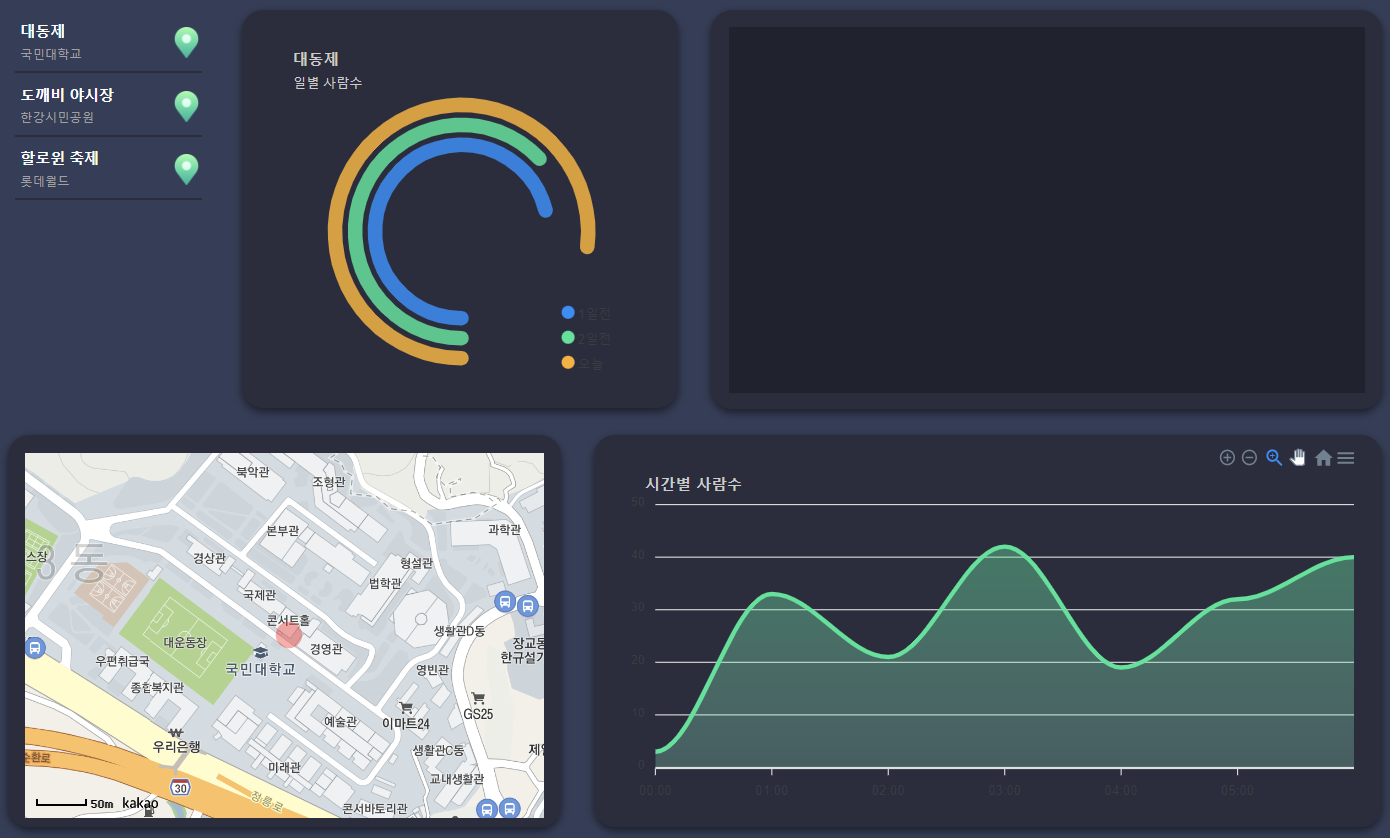 대동제
국민대학교
도깨비 야시장
한강시민공원
할로윈 축제
롯데월드
대동제
일별 사람수
1일전
2일전
오늘
북악관
조형관
본부관
과학관
경상관
형설관
스장
3동
법학관
국제관
콘서트홀
생활관D동
대운동장
경영관
장교동
한규설가
우편취급국
국민대학교
영빈관
종합복지관
GS25
예술관
이마트24
우리은행
생활관C동
제일
순환로
미래관
교내생활관
30
정릉로
50m
kakao
콘서바토리관
시간별 사람수
50
40
30
20
10
0
00:00
01:00
02:00
03:00
04:00
05:00